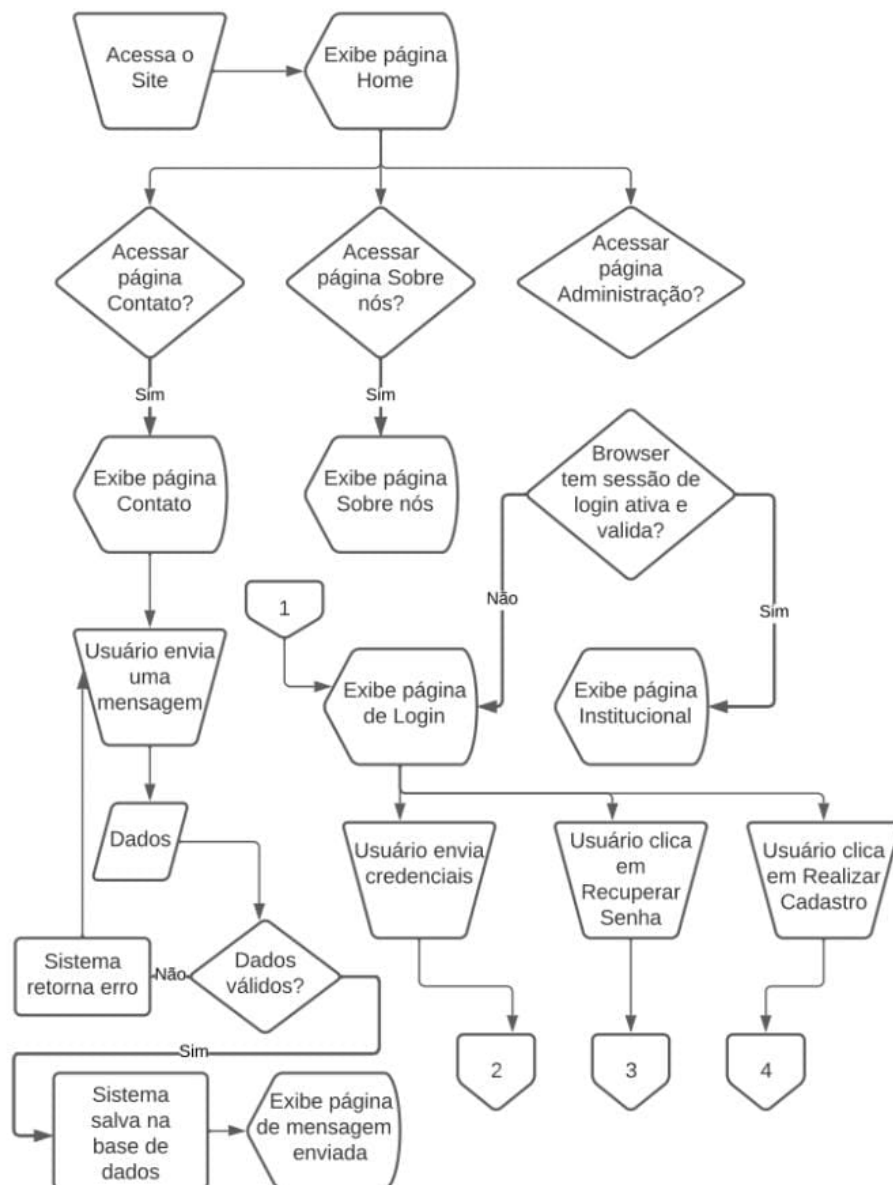 Acessa o
Site
Exibe página
Home
Acessar
página
Contato?
Acessar
página Sobre
nós?
Acessar
página
Administração?
Sim
Sim
Exibe página
Contato
Exibe página
Sobre nós
Browser
tem sessão de
login ativa e
valida?
Não
Sim
1
Usuário envia
uma
mensagem
Exibe página
de Login
Exibe página
Institucional
Dados
Usuário envia
credenciais
Usuário clica
em
Recuperar
Senha
Usuário clica
em Realizar
Cadastro
Sistema
retorna erro
Não
Dados
válidos?
Sim
2
3
4
Sistema
salva na
base de
dados
Exibe página
de mensagem
enviada